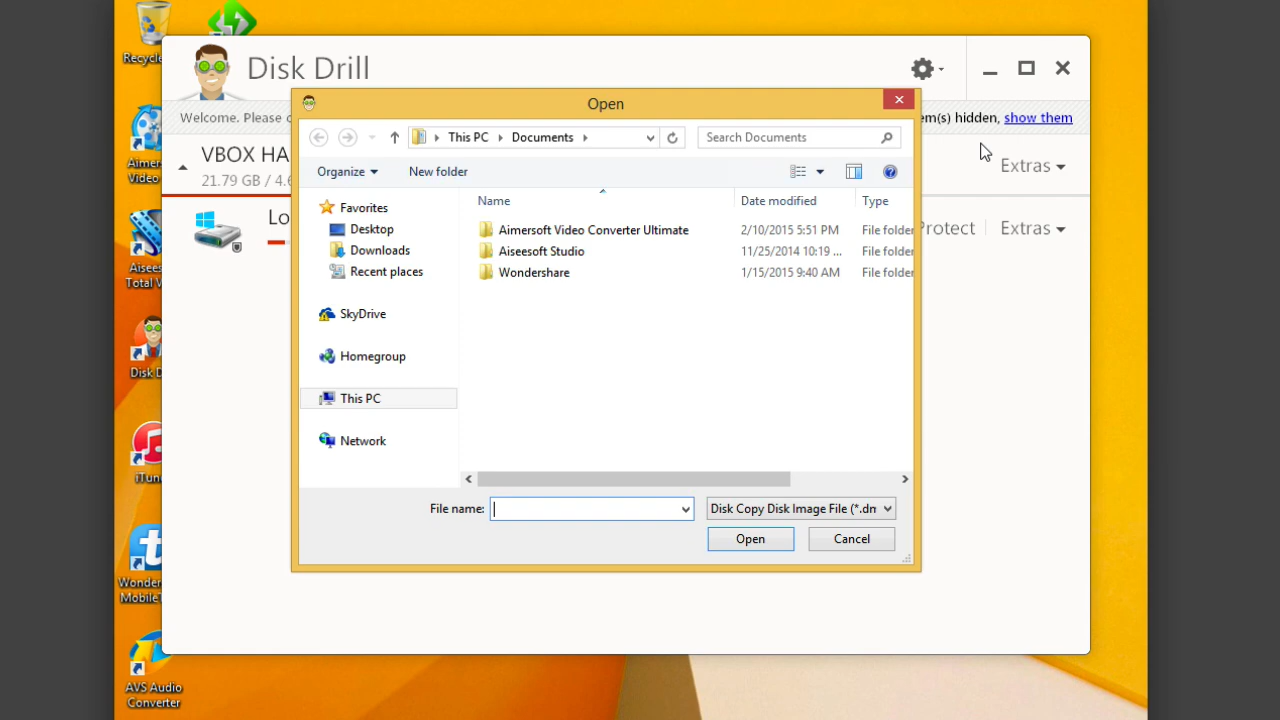 Recycle
Disk Drill
Open
Welcome. Please
em(s) hidden, show them
This PC
Documents
Search Documents
VBOX HA
21.79 GB / 4.
Extras
Organize
New folder
Aimer
Video
Name
Date modified
Type
Favorites
Desktop
Downloads
Recent places
SkyDrive
Homegroup
This PC
Network
Aimersoft Video Converter Ultimate
2/10/2015 5:51 PM
File folder
Aiseesoft Studio
11/25/2014 10:19 ...
File folder
Wondershare
1/15/2015 9:40 AM
File folder
Lo
Protect
Extras
Aisees
Total V
Disk D
iTun
File name:
Disk Copy Disk Image File (*.dm
Open
Cancel
Wonder
MobileT
AVS Audio
Converter